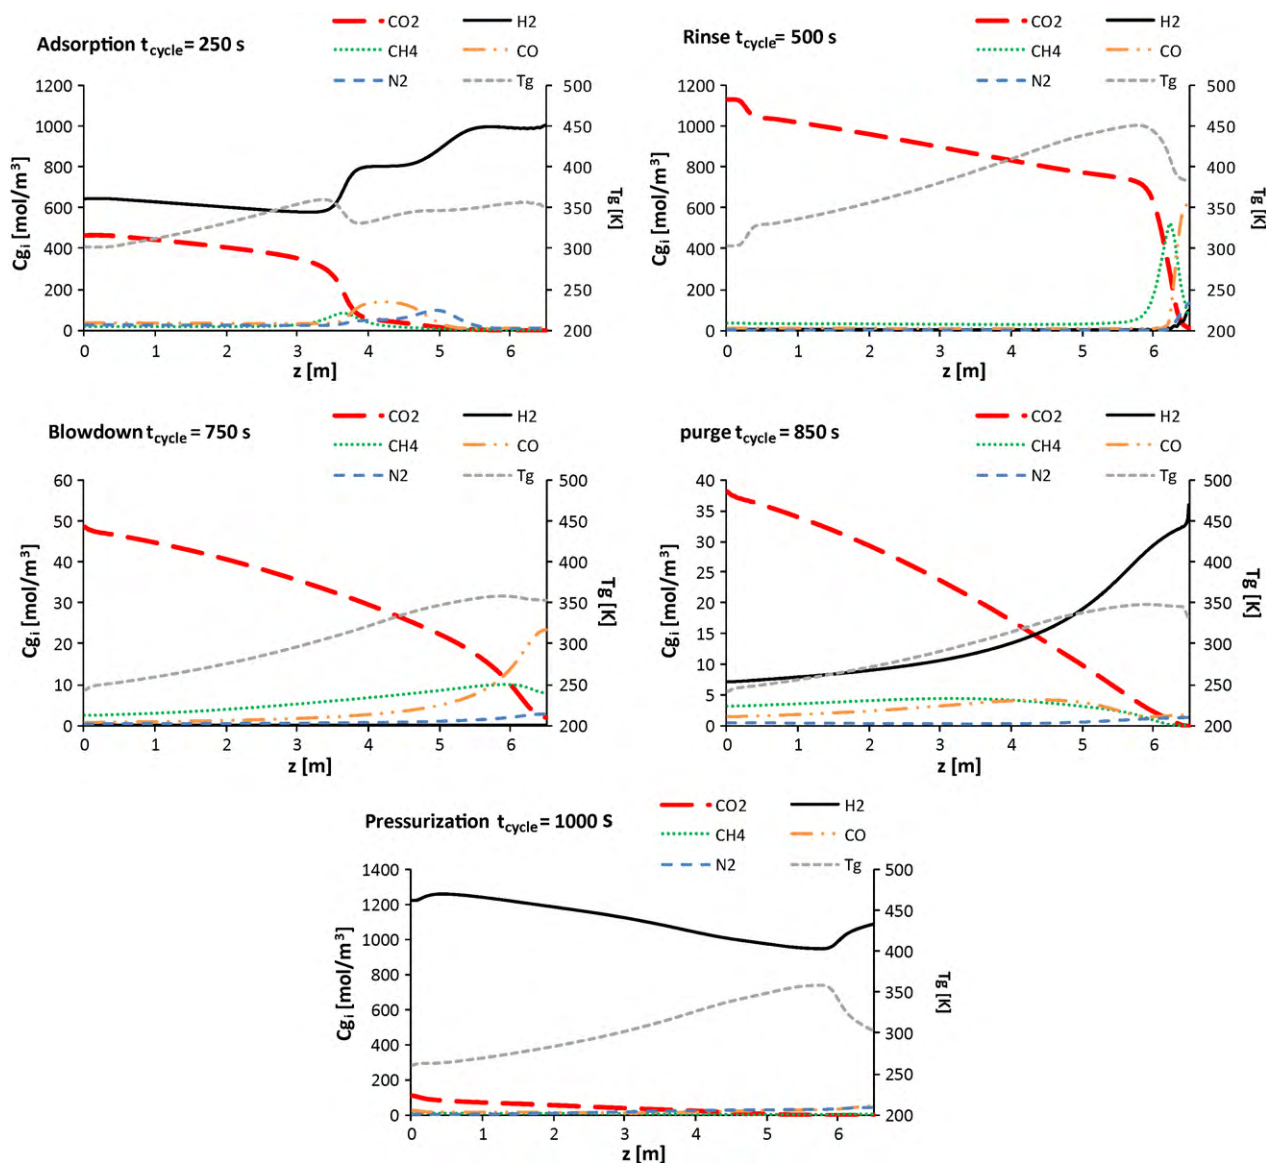 Adsorption tcycle = 250 s
CO2 H2
CH4 CO
N2 Tg
1200 500
1000 450
800 400
600 350
400 300
200 250
0 200
0 1 2 3 4 5 6
Cgi [mol/m3]
Tg [K]
z [m]
Rinse tcycle = 500 s
CO2 H2
CH4 CO
N2 Tg
1200 500
1000 450
800 400
600 350
400 300
200 250
0 200
0 1 2 3 4 5 6
Cgi [mol/m3]
Tg [K]
z [m]
Blowdown tcycle = 750 s
CO2 H2
CH4 CO
N2 Tg
60 500
50 450
40 400
30 350
20 300
10 250
0 200
0 1 2 3 4 5 6
Cgi [mol/m3]
Tg [K]
z [m]
purge tcycle = 850 s
CO2 H2
CH4 CO
N2 Tg
40 500
35 450
30 400
25 350
20 300
15 250
10 200
5
0
0 1 2 3 4 5 6
Cgi [mol/m3]
Tg [K]
z [m]
Pressurization tcycle = 1000 S
CO2 H2
CH4 CO
N2 Tg
1400 500
1200 450
1000 400
800 350
600 300
400 250
200 200
0
0 1 2 3 4 5 6
Cgi [mol/m3]
Tg [K]
z [m]